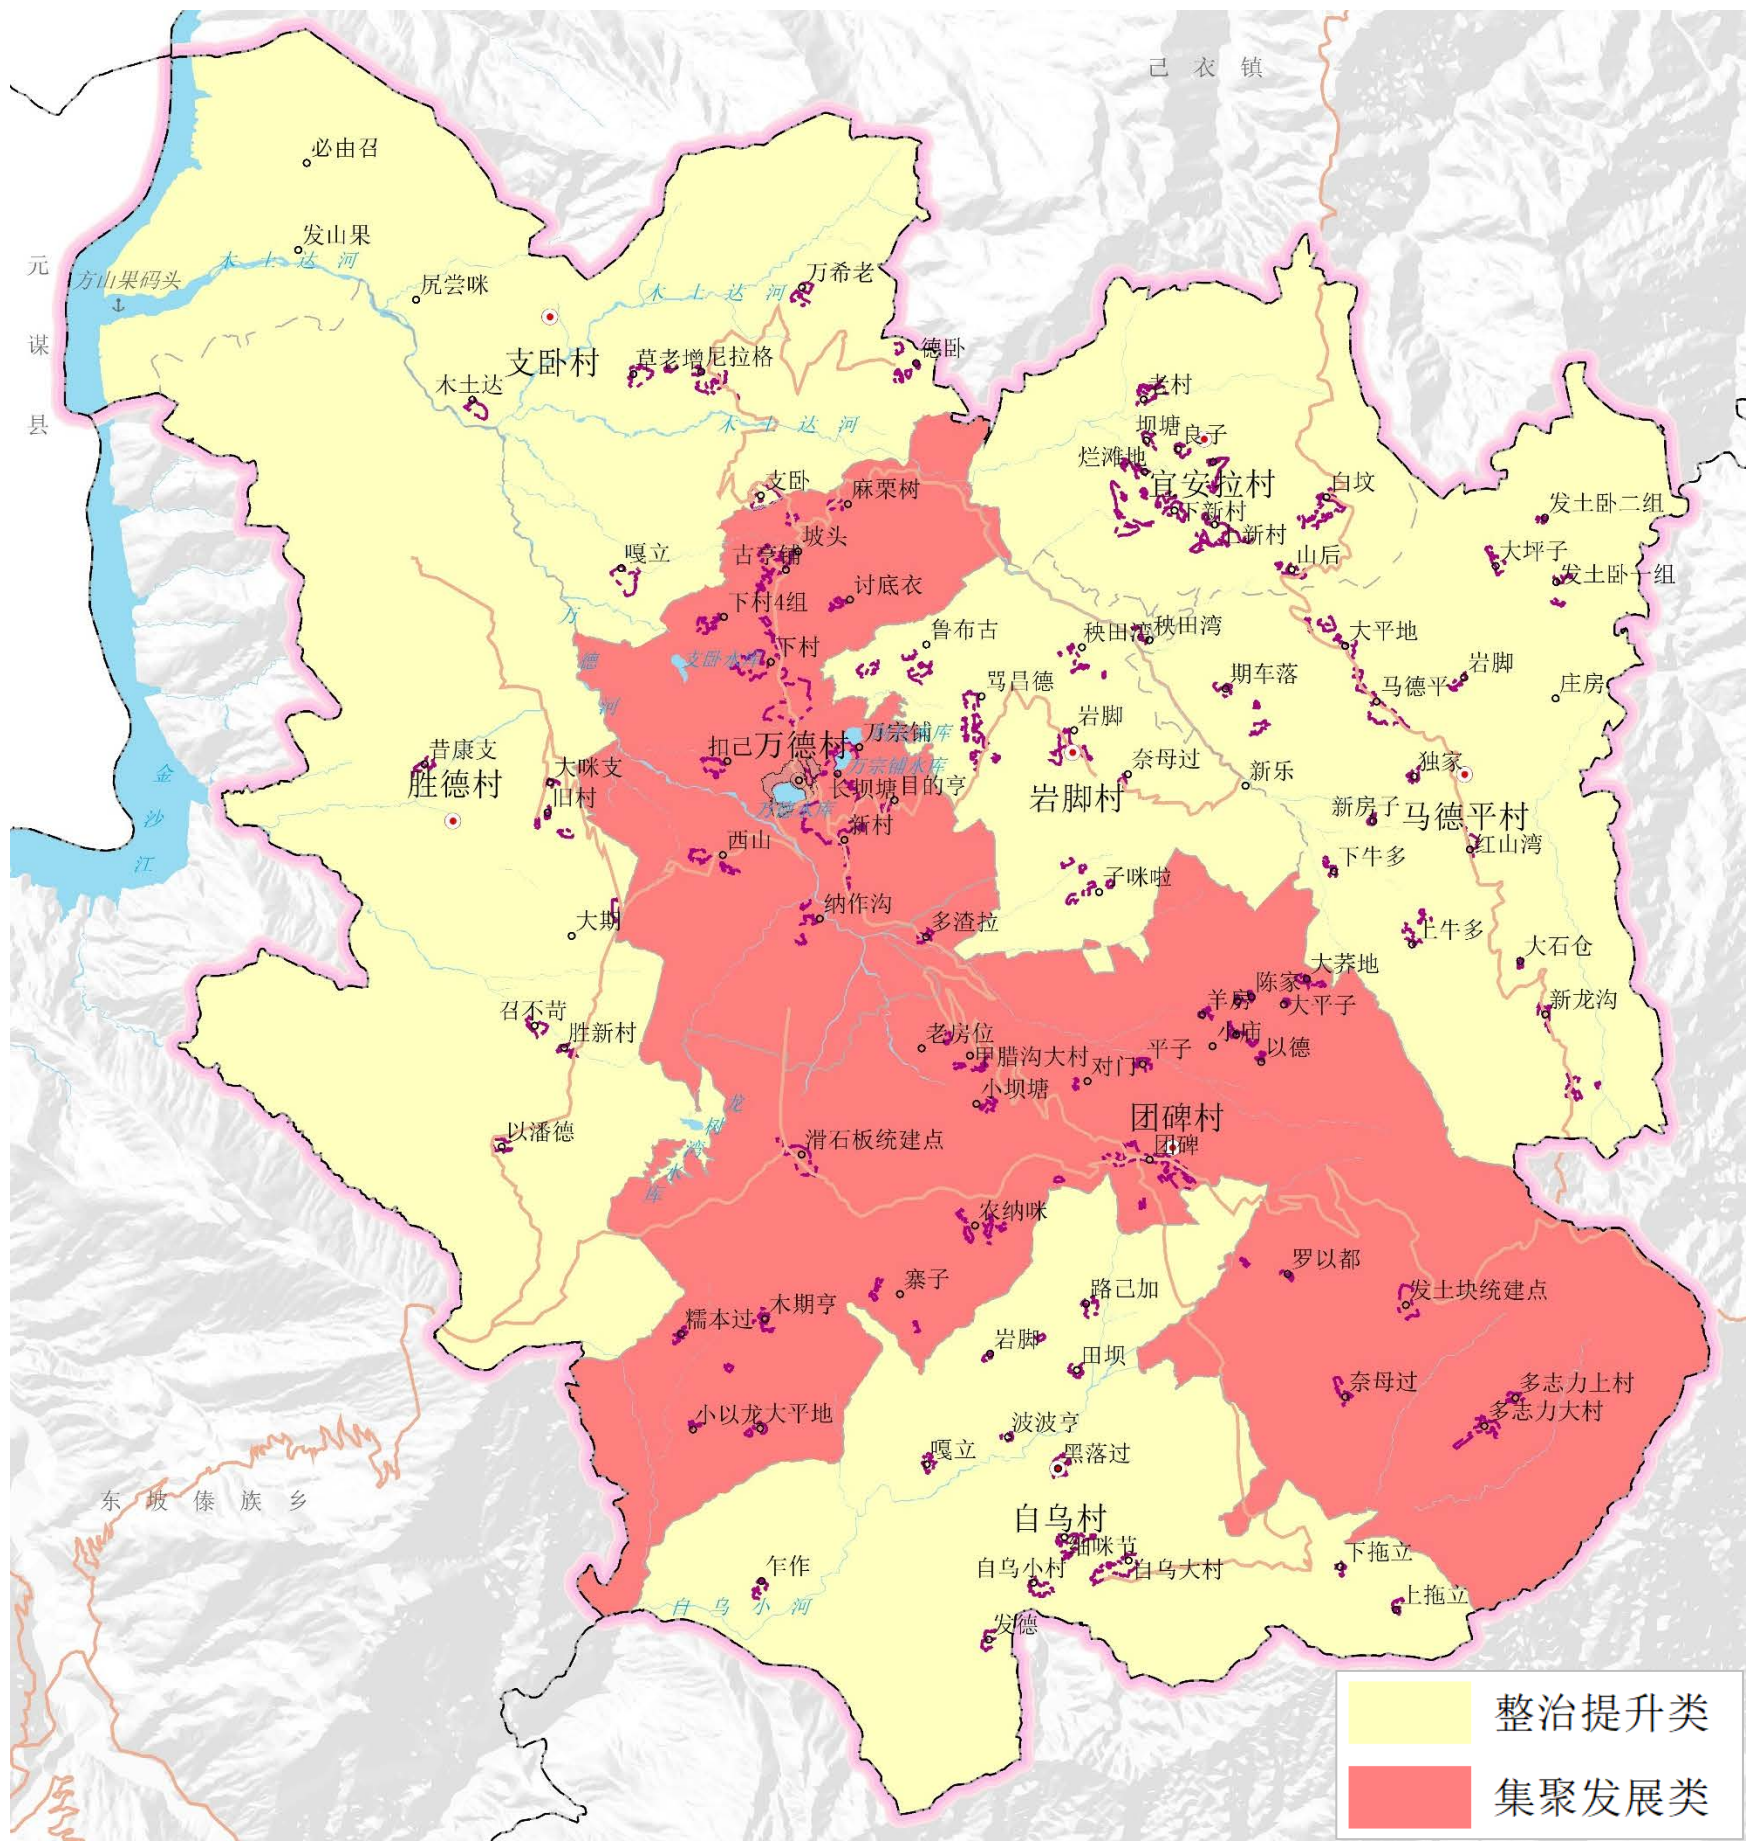 己衣镇
必由召
发山果
木土达河
元谋县
方山果码头
尻尝咪
木土达河
万希老
支卧村
草老增
尼拉格
德卧
木土达
木土达河
老村
坝塘
良子
烂滩地
宜安拉村
白坟
下新村
上新村
山后
发土卧二组
大坪子
发土卧一组
支卧
麻栗树
坡头
古亨铺
嘎立
讨底衣
下村4组
万德河
鲁布古
秧田湾
秧田湾
大平地
下村
支卧水库
骂昌德
期车落
马德平
岩脚
庄房
岩脚
扣己
万德村
万宗铺
万宗铺水库
昔康支
胜德村
大咪支
旧村
长坝塘
目的亨
万德水库
奈母过
岩脚村
新乐
独家
新房子
马德平村
金沙江
新村
西山
红山湾
下牛多
子咪啦
纳作沟
多渣拉
大期
上牛多
大石仓
大荞地
陈家
羊房
大平子
新龙沟
召不苛
胜新村
老房位
甲腊沟大村
小庙
以德
平子
对门
小坝塘
团碑村
团碑
龙树湾水库
以潘德
滑石板统建点
农纳咪
罗以都
发土块统建点
寨子
路己加
糯本过
木期亨
岩脚
田坝
奈母过
多志力上村
多志力大村
小以龙
大平地
波波亨
嘎立
黑落过
东坡傣族乡
自乌村
细咪节
自乌小村
自乌大村
下拖立
乍作
上拖立
自乌小河
发德
整治提升类
集聚发展类